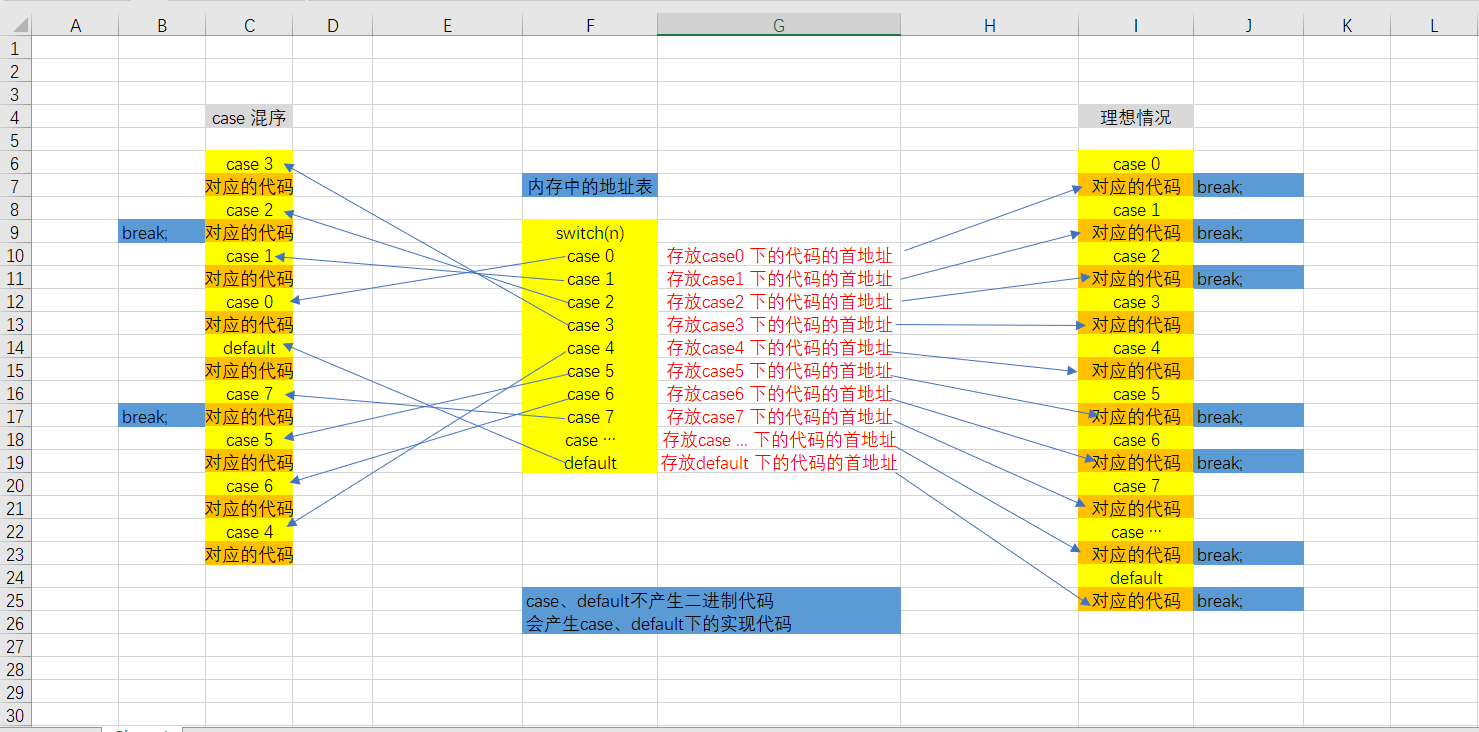 A B C D E F G H I J K L
1
2
3
4 case 混序 理想情况
5
6 case 3 case 0
7 对应的代码 内存中的地址表 对应的代码 break;
8 case 2 case 1
9 break; 对应的代码 switch(n) 对应的代码 break;
10 case 1 case 0 存放case0 下的代码的首地址 case 2
11 对应的代码 case 1 存放case1 下的代码的首地址 对应的代码 break;
12 case 0 case 2 存放case2 下的代码的首地址 case 3
13 对应的代码 case 3 存放case3 下的代码的首地址 对应的代码
14 default case 4 存放case4 下的代码的首地址 case 4
15 对应的代码 case 5 存放case5 下的代码的首地址 对应的代码
16 case 7 case 6 存放case6 下的代码的首地址 case 5
17 break; 对应的代码 case 7 存放case7 下的代码的首地址 对应的代码 break;
18 case 5 case … 存放case ... 下的代码的首地址 case 6
19 对应的代码 default 存放default 下的代码的首地址 对应的代码 break;
20 case 6 case 7
21 对应的代码 对应的代码
22 case 4 case …
23 对应的代码 对应的代码 break;
24 default
25 case、default不产生二进制代码 对应的代码 break;
26 会产生case、default下的实现代码
27
28
29
30